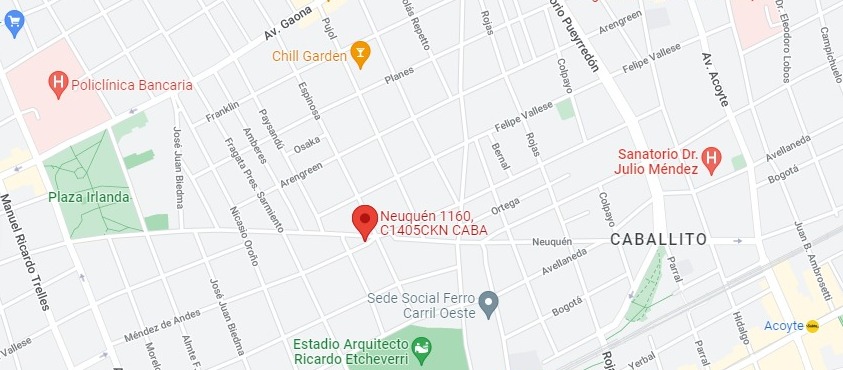 Av. Gaona
Pujol
olás Repetto
Rojas
orio Pueyrredón
Dr. Eleodoro Lobos
Campichuelo
Chill Garden
Planes
Colpayo
Felipe Vallese
Av. Acoyte
Arengreen
Policlínica Bancaria
Franklin
Espinosa
Paysandú
Osaka
Amberes
José Juan Biedma
Fragata Pres. Sarmiento
Arengreen
Felipe Vallese
Rojas
Bernal
Sanatorio Dr.
Julio Méndez
Avellaneda
Bogotá
Plaza Irlanda
Manuel Ricardo Trelles
Nicasio Oroño
Neuquén 1160,
C1405CKN CABA
Ortega
Colpayo
Neuquén
CABALLITO
Juan B. Ambrosetti
Avellaneda
Parral
José Juan Biedma
Sede Social Ferro
Carril Oeste
Bogotá
Méndez de Andes
Hidalgo
Acoyte
Vallese
Morelo
Almte F
Estadio Arquitecto
Ricardo Etcheverri
Yerbal
Parral
Roja
A